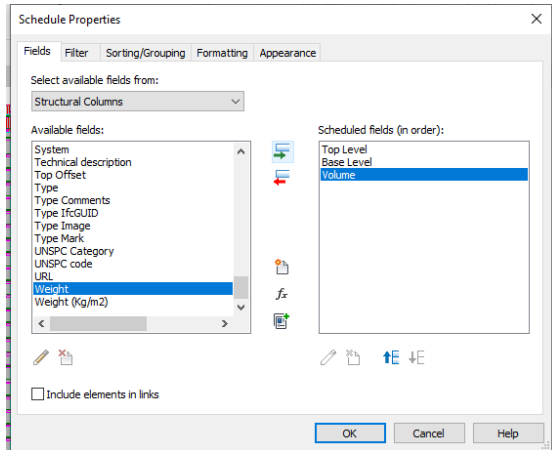 Schedule Properties
Fields Filter Sorting/Grouping Formatting Appearance
Select available fields from:
Structural Columns
Available fields:
System
Technical description
Top Offset
Type
Type Comments
Type IfcGUID
Type Image
Type Mark
UNSPC Category
UNSPC code
URL
Weight
Weight (Kg/m2)
Scheduled fields (in order):
Top Level
Base Level
Volume
fx
Include elements in links
OK Cancel Help